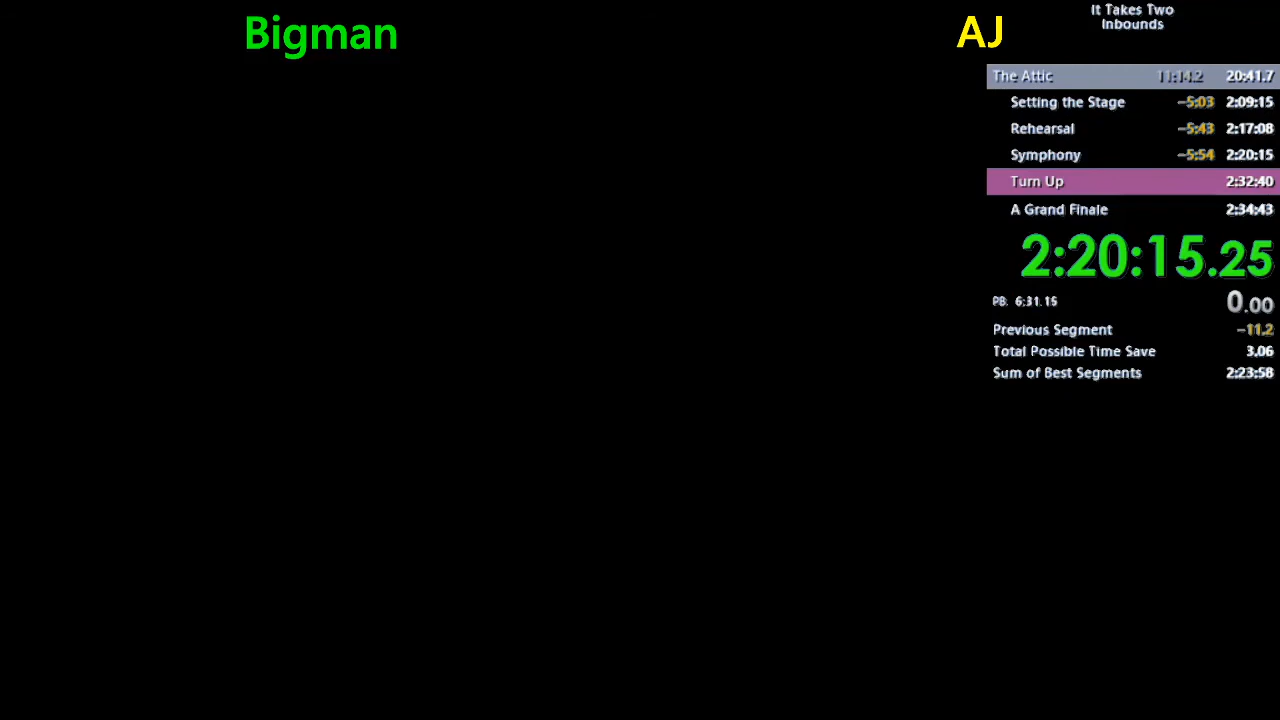 Bigman
AJ
It Takes Two
Inbounds
The Attic 11:14.2 20:41.7
Setting the Stage −5:03 2:09:15
Rehearsal −5:43 2:17:08
Symphony −5:54 2:20:15
Turn Up 2:32:40
A Grand Finale 2:34:43
2:20:15.25
PB: 6:31.15 0.00
Previous Segment −11.2
Total Possible Time Save 3.06
Sum of Best Segments 2:23:58